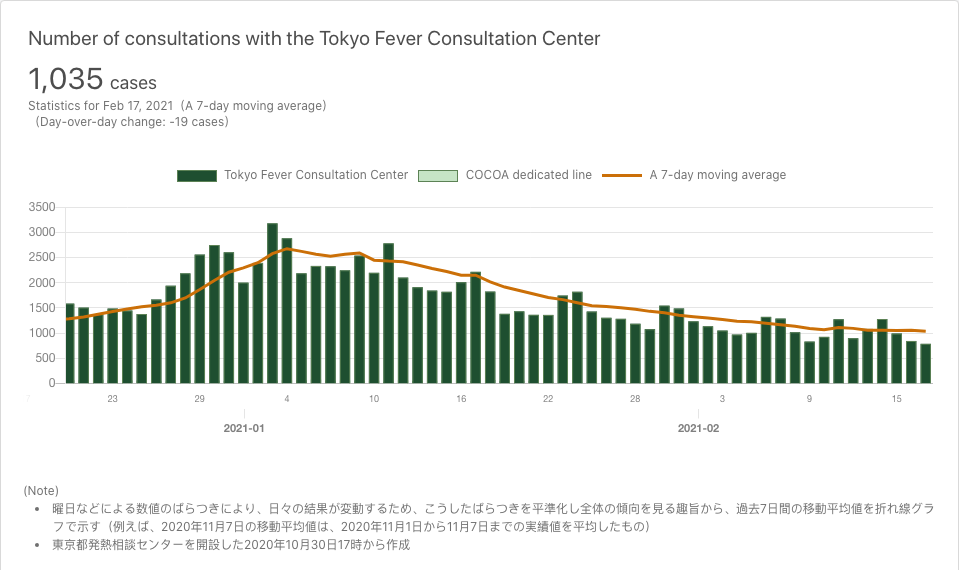 Number of consultations with the Tokyo Fever Consultation Center
1,035 cases
Statistics for Feb 17, 2021（A 7-day moving average）
（Day-over-day change: -19 cases）
Tokyo Fever Consultation Center COCOA dedicated line A 7-day moving average
3500
3000
2500
2000
1500
1000
500
0
23 29 4 10 16 22 28 3 9 15
2021-01 2021-02
(Note)
• 曜日などによる数値のばらつきにより、日々の結果が変動するため、こうしたばらつきを平準化し全体の傾向を見る趣旨から、過去7日間の移動平均値を折れ線グラ
フで示す（例えば、2020年11月7日の移動平均値は、2020年11月1日から11月7日までの実績値を平均したもの）
• 東京都発熱相談センターを開設した2020年10月30日17時から作成